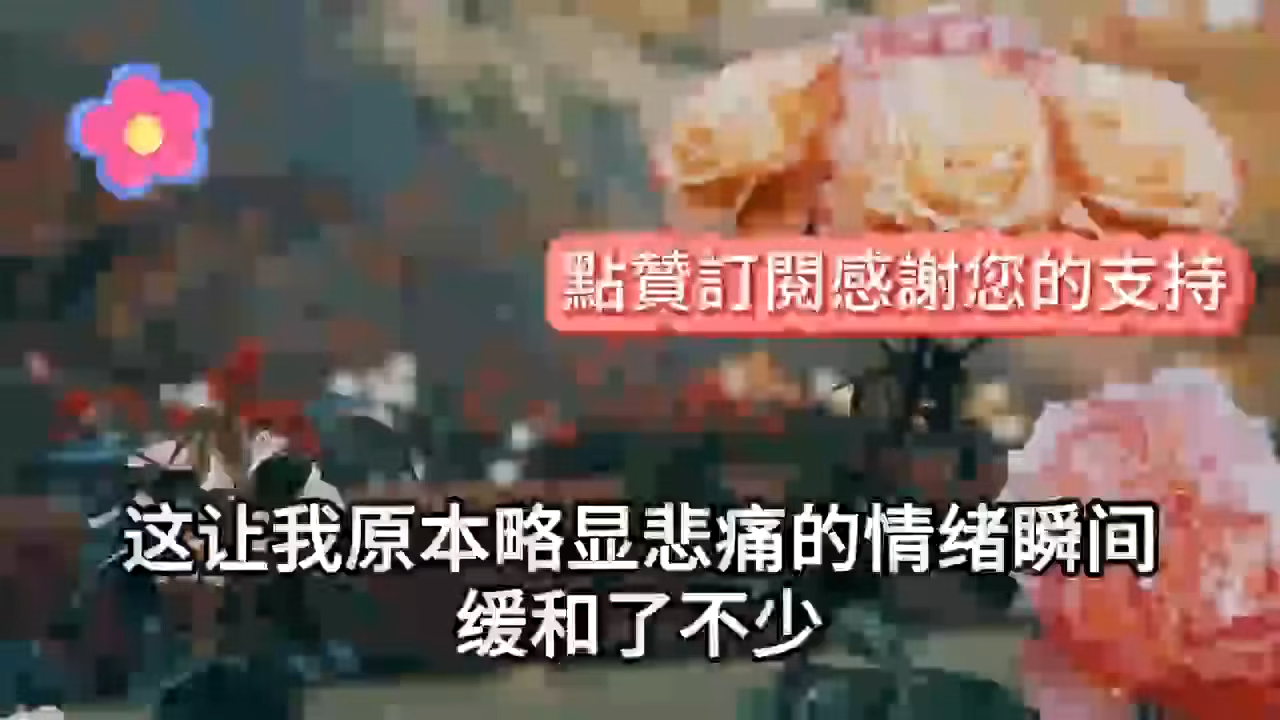 點贊訂閱感謝您的支持
这让我原本略显悲痛的情绪瞬间
缓和了不少